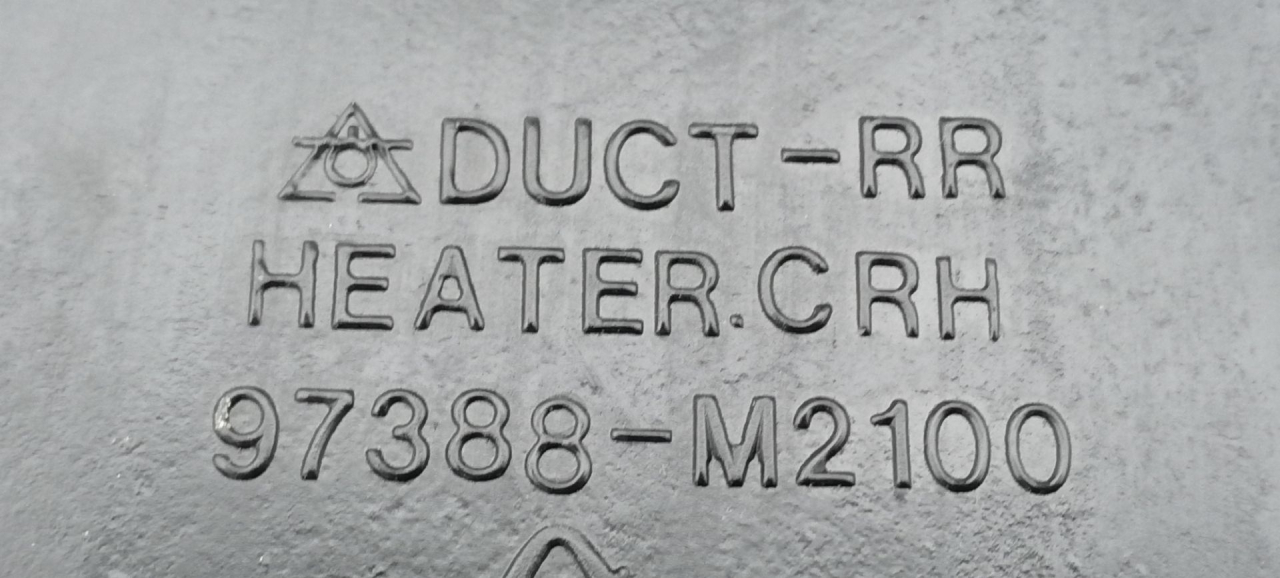 DUCT-RR
HEATER.CRH
97388-M2100